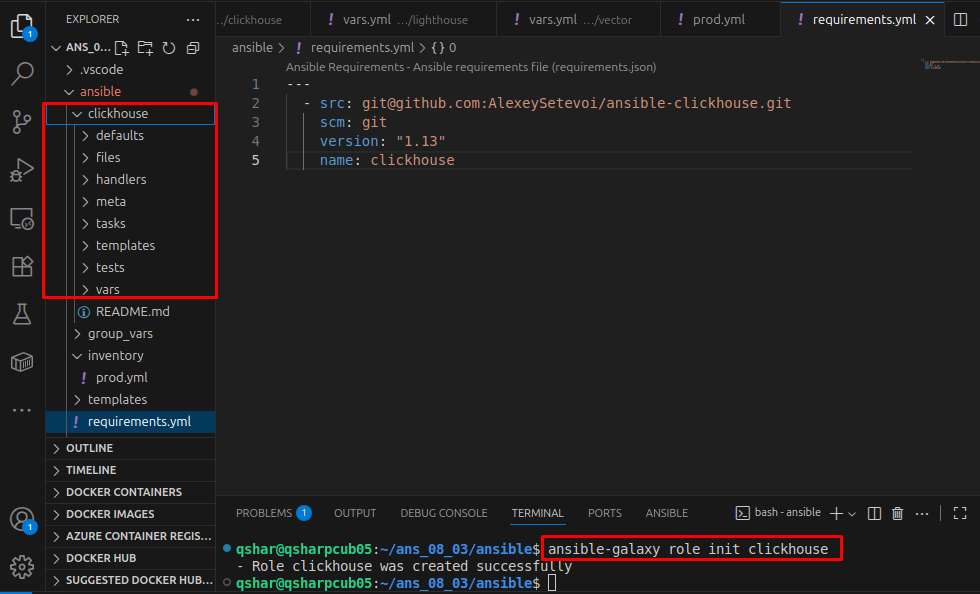 EXPLORER
···
…/clickhouse
! vars.yml …/lighthouse
! vars.yml …/vector
! prod.yml
! requirements.yml
ANS_0...
.vscode
ansible
clickhouse
defaults
files
handlers
meta
tasks
templates
tests
vars
README.md
group_vars
inventory
! prod.yml
templates
! requirements.yml
OUTLINE
TIMELINE
DOCKER CONTAINERS
DOCKER IMAGES
AZURE CONTAINER REGIS...
DOCKER HUB
SUGGESTED DOCKER HUB...
1
1
ansible > ! requirements.yml > {} 0
Ansible Requirements - Ansible requirements file (requirements.json)
1 ---
2 - src: git@github.com:AlexeySetevoi/ansible-clickhouse.git
3 scm: git
4 version: "1.13"
5 name: clickhouse
PROBLEMS 1 OUTPUT DEBUG CONSOLE TERMINAL PORTS ANSIBLE
bash - ansible
qshar@qsharpcub05:~/ans_08_03/ansible$ ansible-galaxy role init clickhouse
- Role clickhouse was created successfully
qshar@qsharpcub05:~/ans_08_03/ansible$